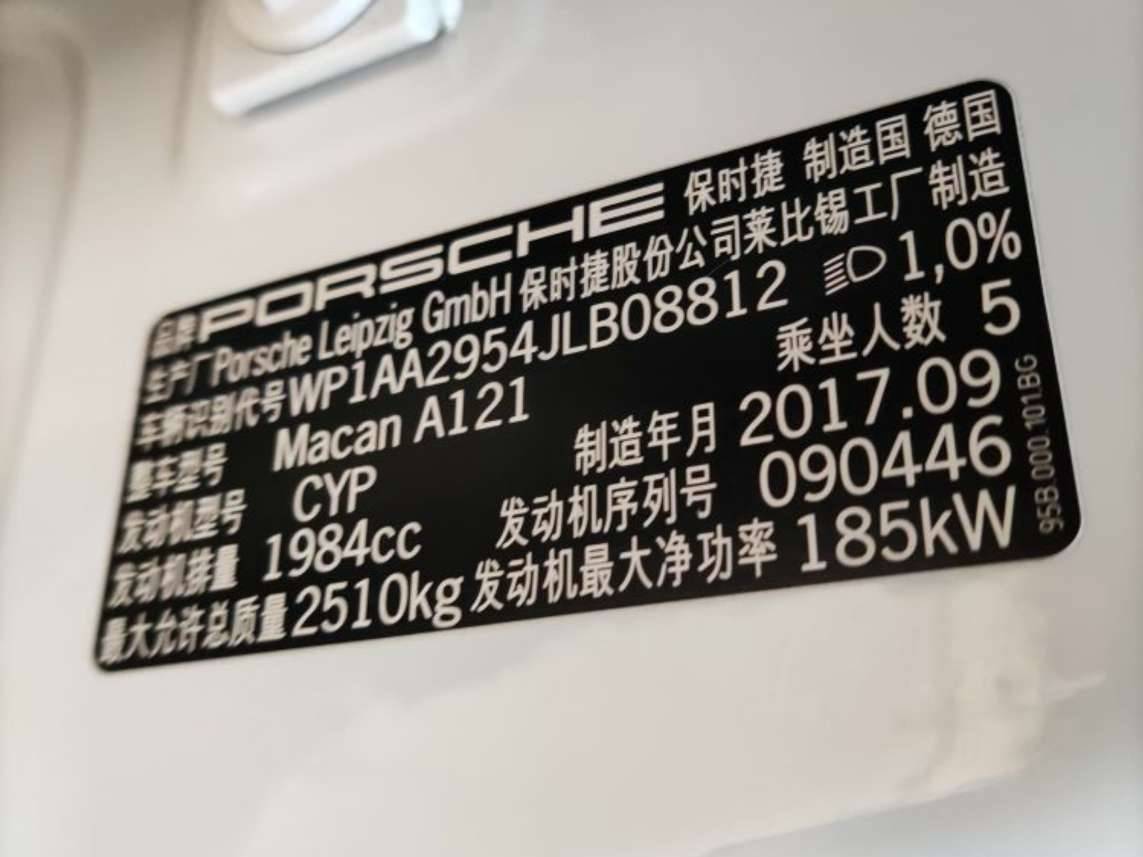 品牌 PORSCHE 保时捷 制造国 德国
生产厂 Porsche Leipzig GmbH 保时捷股份公司莱比锡工厂制造
车辆识别代号 WP1AA2954JLB08812 1,0%
整车型号 Macan A121 乘坐人数 5
发动机型号 CYP 制造年月 2017.09
发动机排量 1984cc 发动机序列号 090446
最大允许总质量 2510kg 发动机最大净功率 185kW
95B.000.101.BG